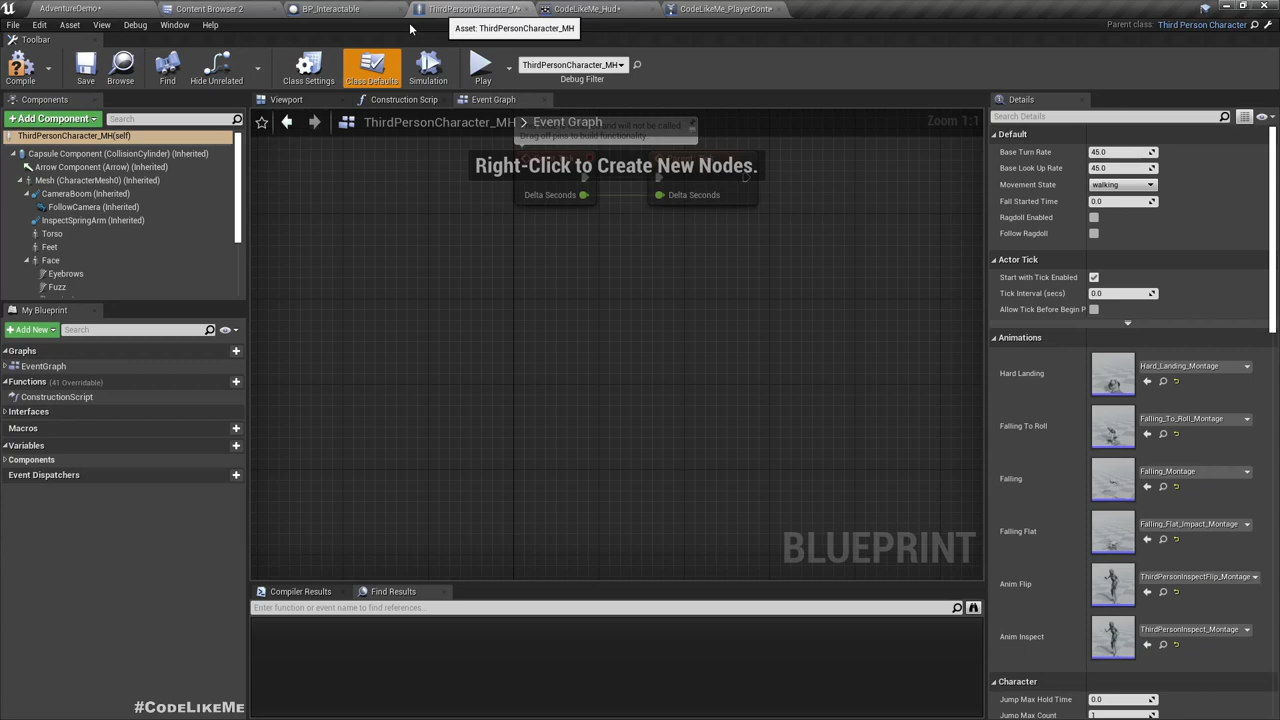 AdventureDemo•
Content Browser 2
BP_Interactable
ThirdPersonCharacter_M•
CodeLikeMe_Hud•
CodeLikeMe_PlayerCont•
File
Edit
Asset
View
Debug
Window
Help
Asset: ThirdPersonCharacter_MH
Parent class: Third Person Character
Toolbar
Compile
Save
Browse
Find
Hide Unrelated
Class Settings
Class Defaults
Simulation
Play
ThirdPersonCharacter_MH▾
Debug Filter
Components
+ Add Component▾
Search
ThirdPersonCharacter_MH(self)
Capsule Component (CollisionCylinder) (Inherited)
Arrow Component (Arrow) (Inherited)
Mesh (CharacterMesh0) (Inherited)
CameraBoom (Inherited)
FollowCamera (Inherited)
InspectSpringArm (Inherited)
Torso
Feet
Face
Eyebrows
Fuzz
My Blueprint
+ Add New▾
Search
Graphs
EventGraph
Functions (41 Overridable)
ConstructionScript
Interfaces
Macros
Variables
Components
Event Dispatchers
Viewport
Construction Scrip
Event Graph
ThirdPersonCharacter_MH > Event Graph
Zoom 1:1
and will not be called.
Drag off pins to build functionality.
Right-Click to Create New Nodes.
Delta Seconds
Delta Seconds
BLUEPRINT
Compiler Results
Find Results
Enter function or event name to find references...
Details
Search Details
Default
Base Turn Rate 45.0
Base Look Up Rate 45.0
Movement State walking
Fall Started Time 0.0
Ragdoll Enabled
Follow Ragdoll
Actor Tick
Start with Tick Enabled
Tick Interval (secs) 0.0
Allow Tick Before Begin P
Animations
Hard Landing Hard_Landing_Montage
Falling To Roll Falling_To_Roll_Montage
Falling Falling_Montage
Falling Flat Falling_Flat_Impact_Montage
Anim Flip ThirdPersonInspectFlip_Montage
Anim Inspect ThirdPersonInspect_Montage
Character
Jump Max Hold Time 0.0
Jump Max Count 1
#CodeLikeMe